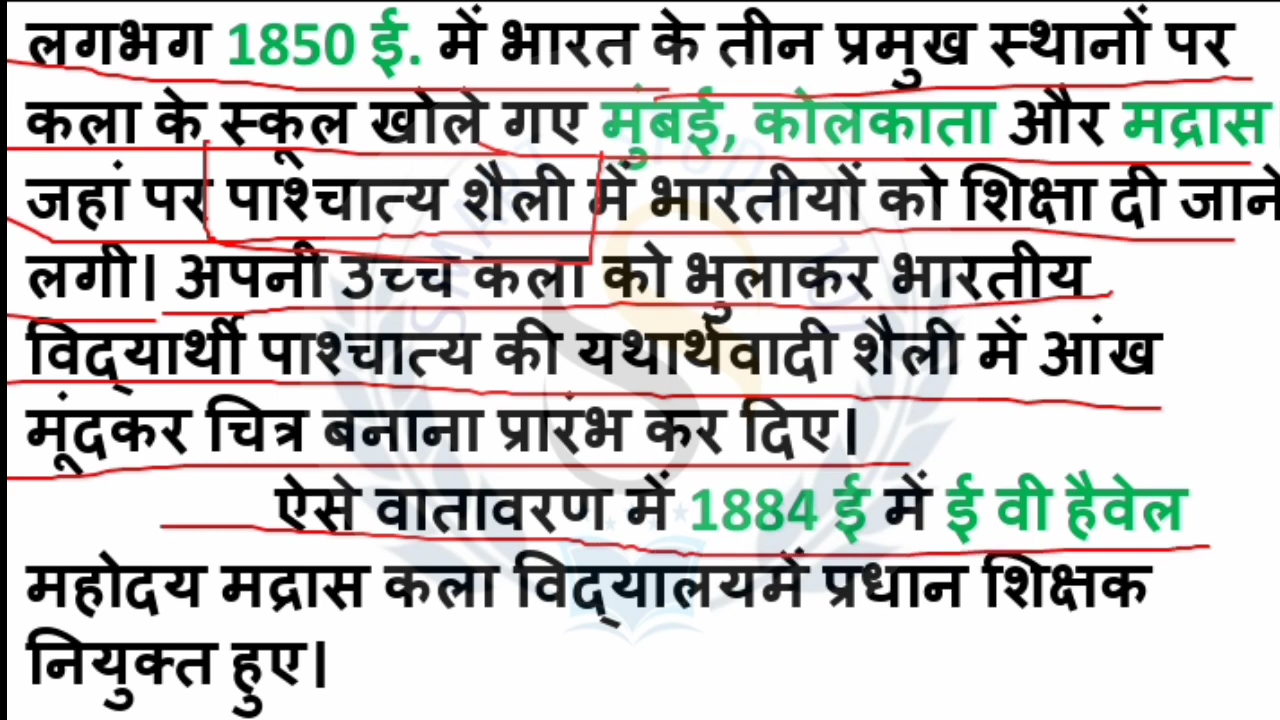 लगभग 1850 ई. में भारत के तीन प्रमुख स्थानों पर
कला के स्कूल खोले गए मुंबई, कोलकाता और मद्रास
जहां पर पाश्चात्य शैली में भारतीयों को शिक्षा दी जाने
लगी। अपनी उच्च कला को भुलाकर भारतीय
विद्यार्थी पाश्चात्य की यथार्थवादी शैली में आंख
मूंदकर चित्र बनाना प्रारंभ कर दिए।
ऐसे वातावरण में 1884 ई में ई वी हैवेल
महोदय मद्रास कला विद्यालयमें प्रधान शिक्षक
नियुक्त हुए।